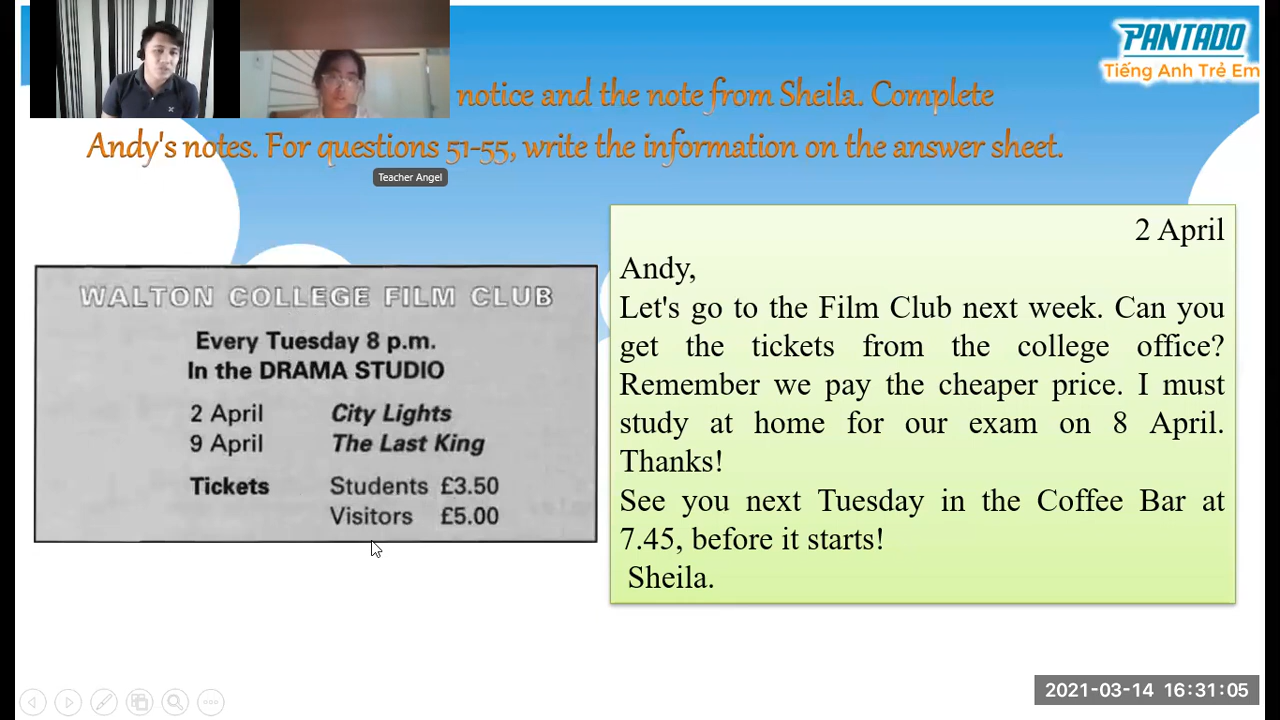 PANTADO
Tiếng Anh Trẻ Em
notice and the note from Sheila. Complete
Andy's notes. For questions 51-55, write the information on the answer sheet.
Teacher Angel
WALTON COLLEGE FILM CLUB
Every Tuesday 8 p.m.
In the DRAMA STUDIO
2 April City Lights
9 April The Last King
Tickets Students £3.50
Visitors £5.00
2 April
Andy,
Let's go to the Film Club next week. Can you
get the tickets from the college office?
Remember we pay the cheaper price. I must
study at home for our exam on 8 April.
Thanks!
See you next Tuesday in the Coffee Bar at
7.45, before it starts!
Sheila.
2021-03-14 16:31:05